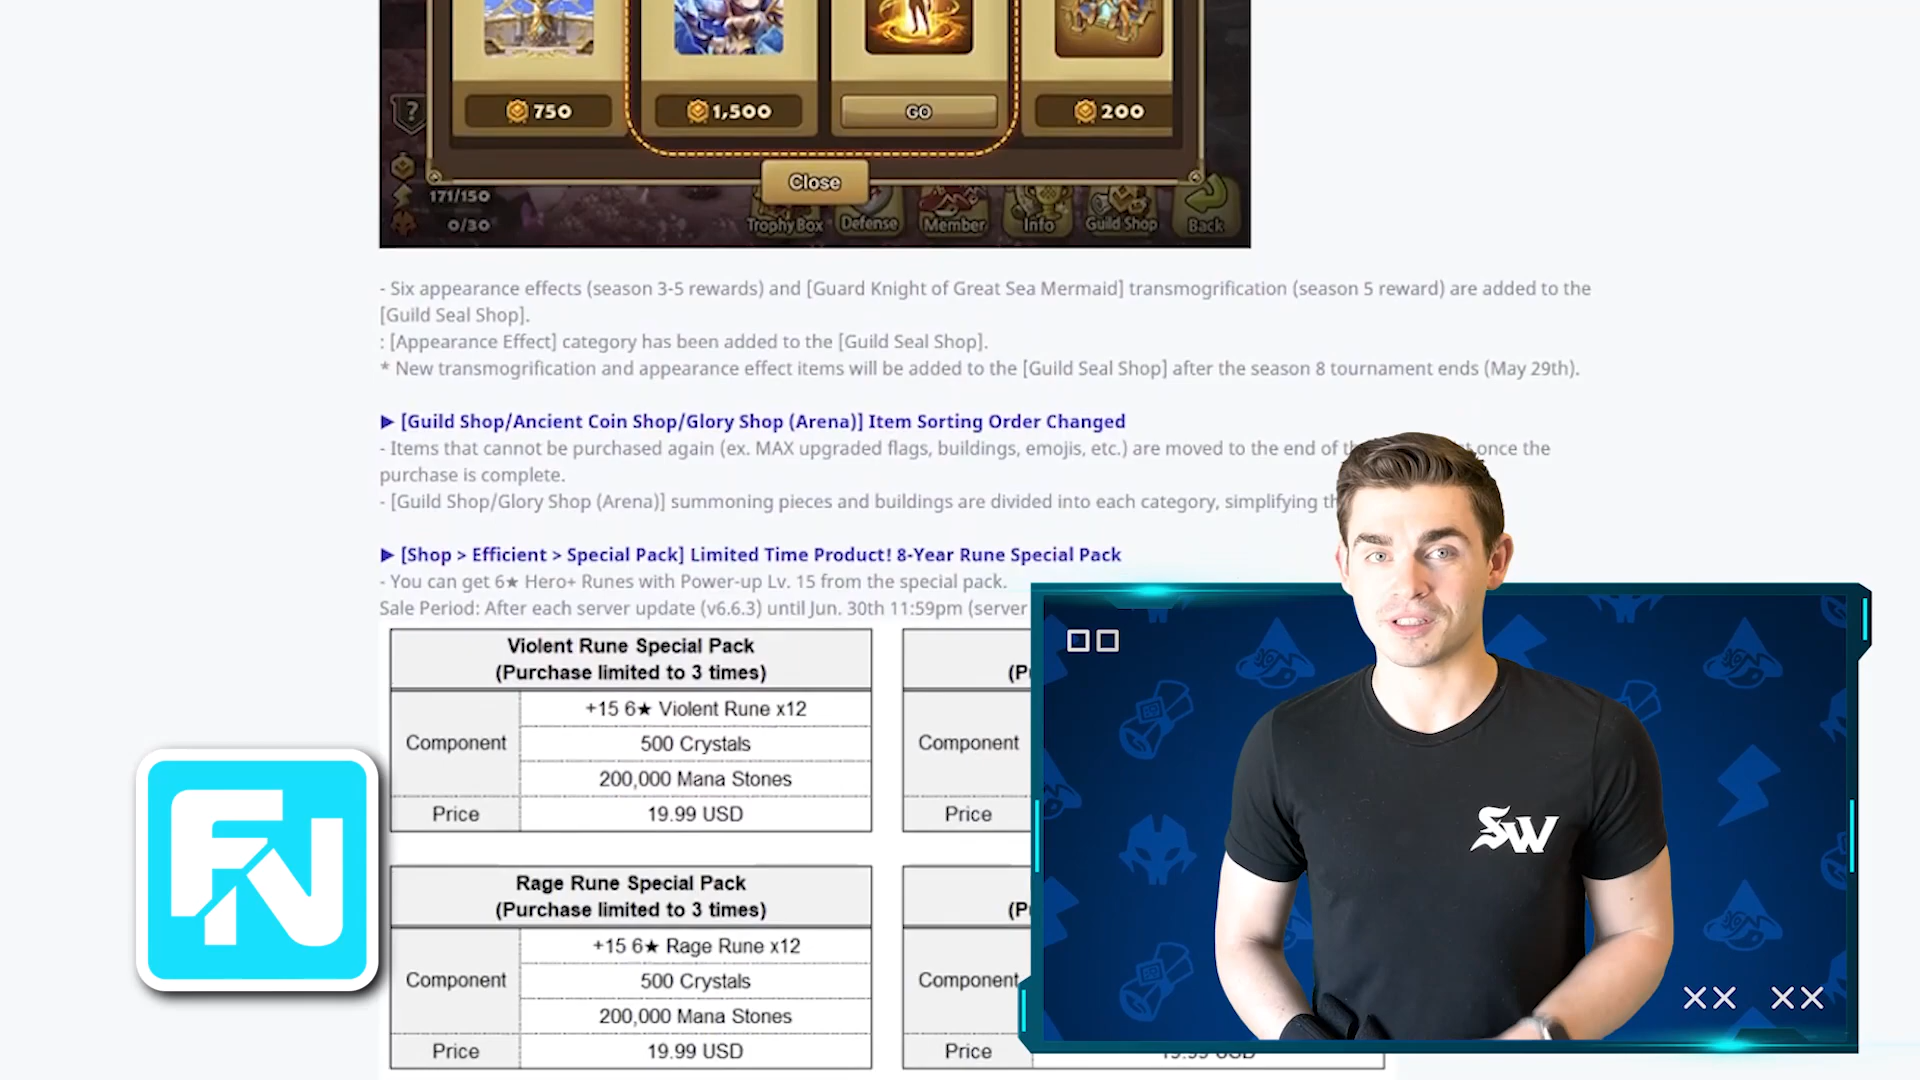 750
1,500
GO
200
?
Close
171/150
0/30
Trophy Box
Defense
Member
Info
Guild Shop
Back
- Six appearance effects (season 3-5 rewards) and [Guard Knight of Great Sea Mermaid] transmogrification (season 5 reward) are added to the
[Guild Seal Shop].
: [Appearance Effect] category has been added to the [Guild Seal Shop].
* New transmogrification and appearance effect items will be added to the [Guild Seal Shop] after the season 8 tournament ends (May 29th).
▶ [Guild Shop/Ancient Coin Shop/Glory Shop (Arena)] Item Sorting Order Changed
- Items that cannot be purchased again (ex. MAX upgraded flags, buildings, emojis, etc.) are moved to the end of once the
purchase is complete.
- [Guild Shop/Glory Shop (Arena)] summoning pieces and buildings are divided into each category, simplifying
▶ [Shop > Efficient > Special Pack] Limited Time Product! 8-Year Rune Special Pack
- You can get 6★ Hero+ Runes with Power-up Lv. 15 from the special pack.
Sale Period: After each server update (v6.6.3) until Jun. 30th 11:59pm (server
Violent Rune Special Pack
(Purchase limited to 3 times)
Component
+15 6★ Violent Rune x12
500 Crystals
200,000 Mana Stones
Price
19.99 USD
Component
Price
Rage Rune Special Pack
(Purchase limited to 3 times)
Component
+15 6★ Rage Rune x12
500 Crystals
200,000 Mana Stones
Price
19.99 USD
Component
Price
FN
SW